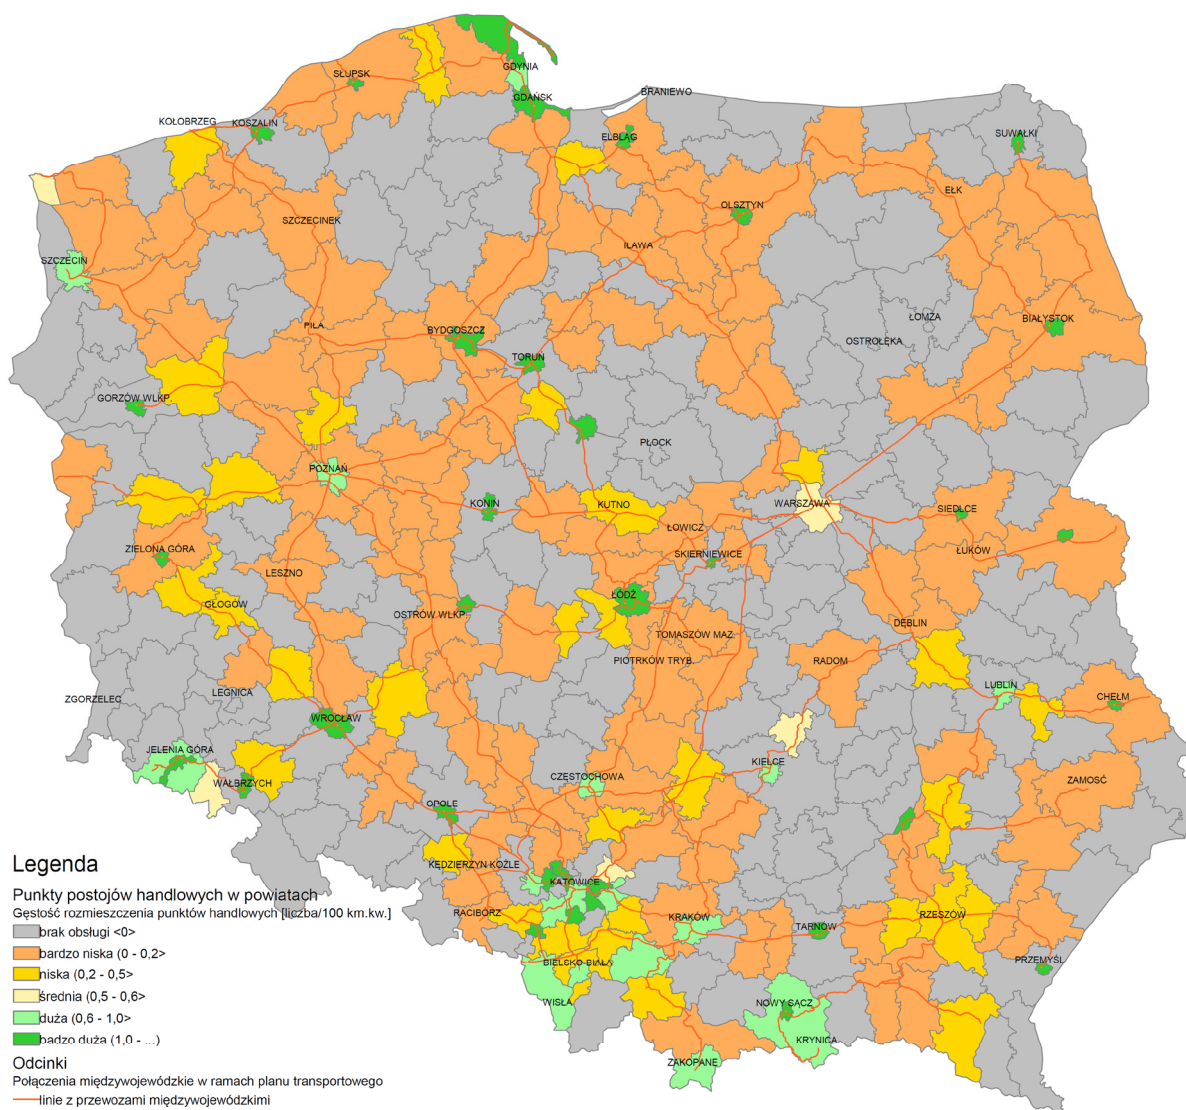 BRANIEWO
GDYNIA
SŁUPSK
GDAŃSK
KOŁOBRZEG
KOSZALIN
ELBLĄG
SUWAŁKI
EŁK
OLSZTYN
SZCZECINEK
IŁAWA
SZCZECIN
ŁOMŻA
BIAŁYSTOK
PIŁA
BYDGOSZCZ
OSTROŁĘKA
TORUŃ
GORZÓW WLKP.
PŁOCK
POZNAŃ
KONIN
KUTNO
WARSZAWA
SIEDLCE
ŁOWICZ
ZIELONA GÓRA
SKIERNIEWICE
ŁUKÓW
LESZNO
ŁÓDŹ
GŁOGÓW
OSTRÓW WLKP.
DĘBLIN
TOMASZÓW MAZ.
PIOTRKÓW TRYB.
RADOM
ZGORZELEC
LEGNICA
LUBLIN
CHEŁM
WROCŁAW
JELENIA GÓRA
KIELCE
WAŁBRZYCH
CZĘSTOCHOWA
ZAMOŚĆ
OPOLE
KĘDZIERZYN KOŹLE
KATOWICE
RACIBÓRZ
KRAKÓW
RZESZÓW
TARNÓW
BIELSKO-BIAŁA
PRZEMYŚL
WISŁA
NOWY SĄCZ
KRYNICA
ZAKOPANE
Legenda
Punkty postojów handlowych w powiatach
Gęstość rozmieszczenia punktów handlowych [liczba/100 km.kw.]
brak obsługi <0>
bardzo niska (0 - 0,2>
niska (0,2 - 0,5>
średnia (0,5 - 0,6>
duża (0,6 - 1,0>
badzo duża (1,0 - ...)
Odcinki
Połączenia międzywojewódzkie w ramach planu transportowego
linie z przewozami międzywojewódzkimi